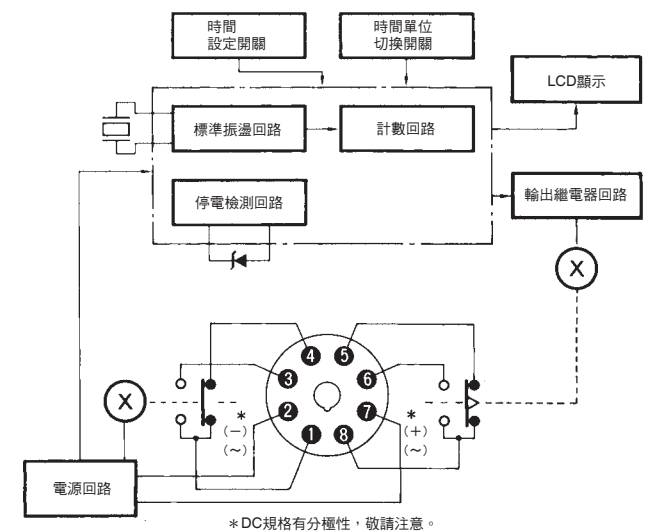 時間
設定開關
時間單位
切換開關
LCD顯示
標準振盪回路
計數回路
停電檢測回路
輸出繼電器回路
X
4 5
3 6
X
2 7
* *
(−) (+)
(~) (~)
1 8
電源回路
*DC規格有分極性，敬請注意。